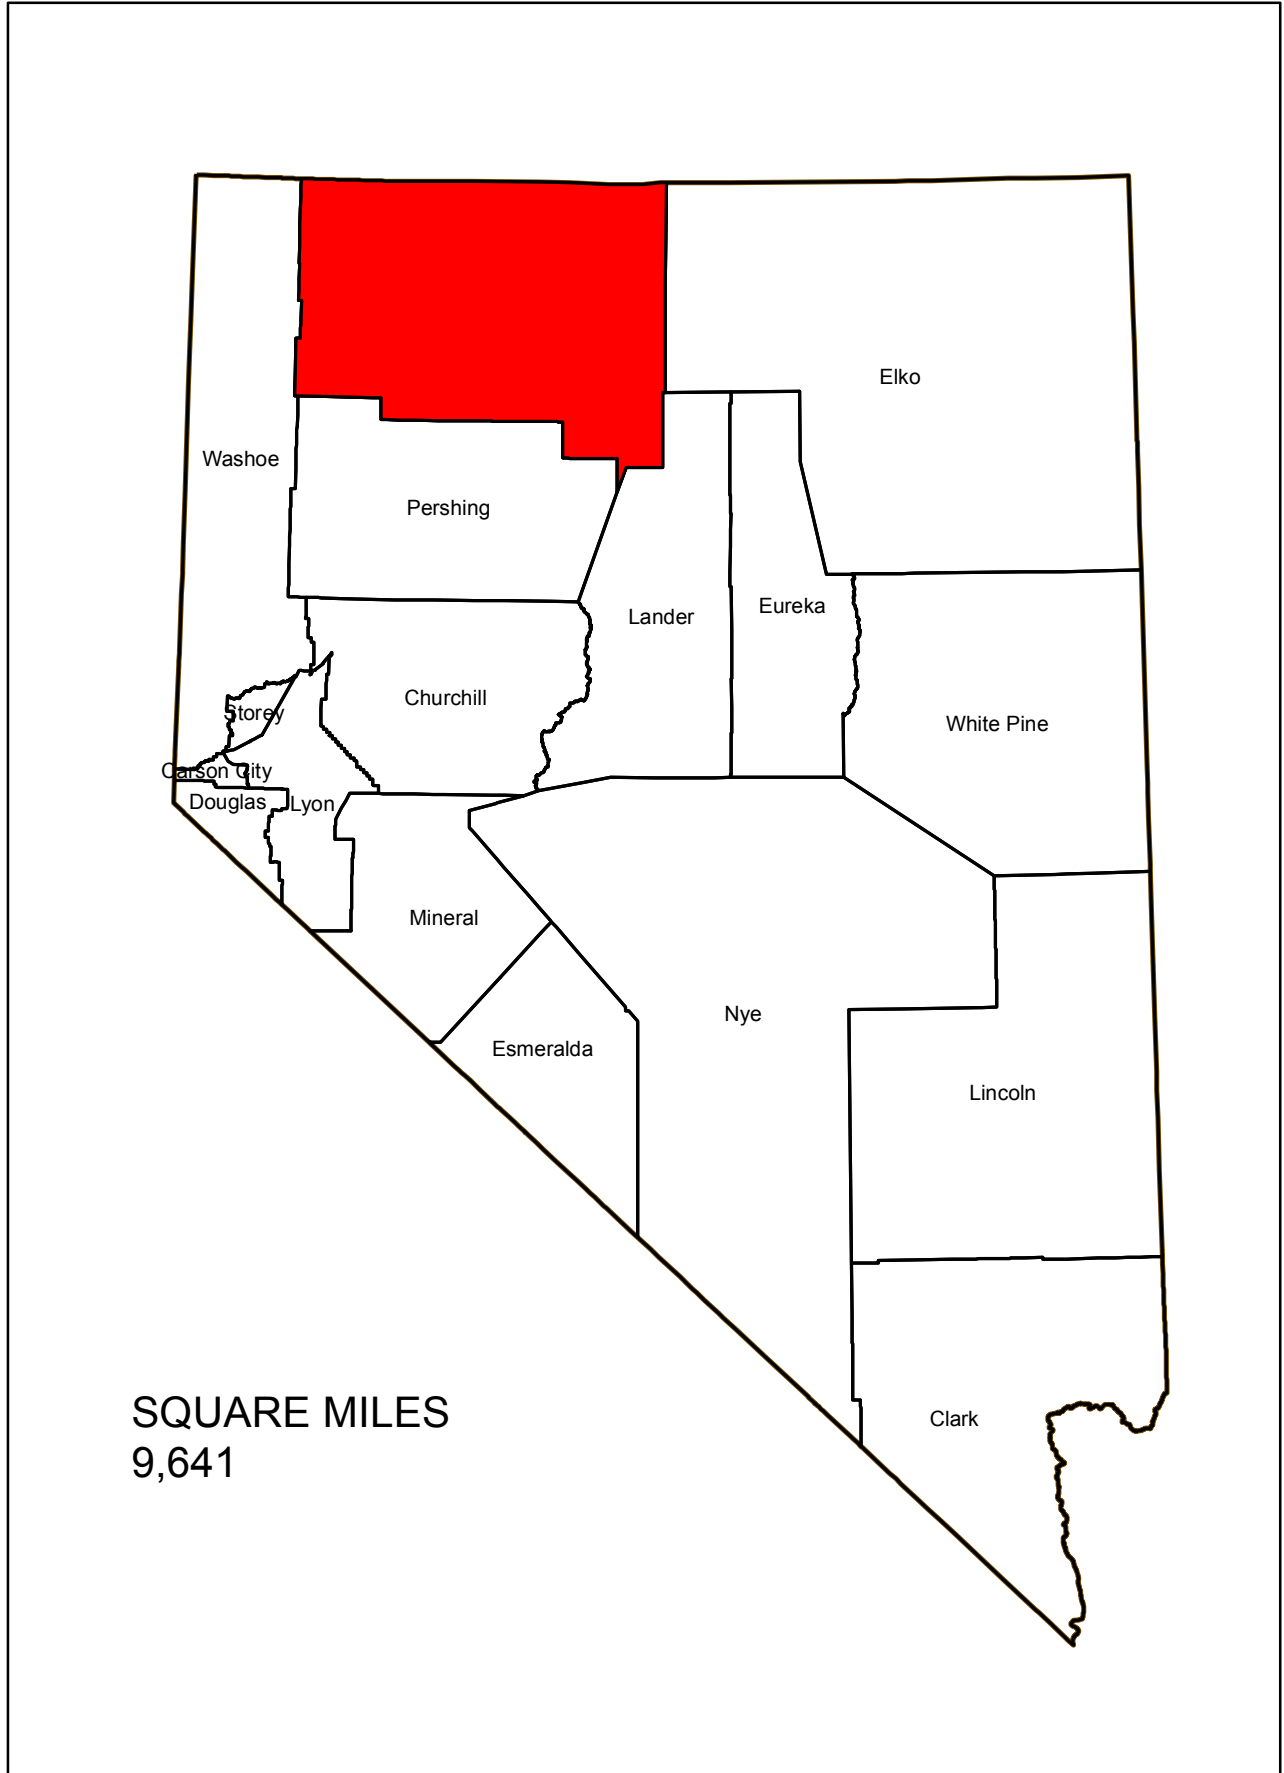 Elko
Washoe
Pershing
Eureka
Lander
Churchill
Storey
White Pine
Carson City
Douglas
Lyon
Mineral
Nye
Esmeralda
Lincoln
SQUARE MILES
Clark
9,641